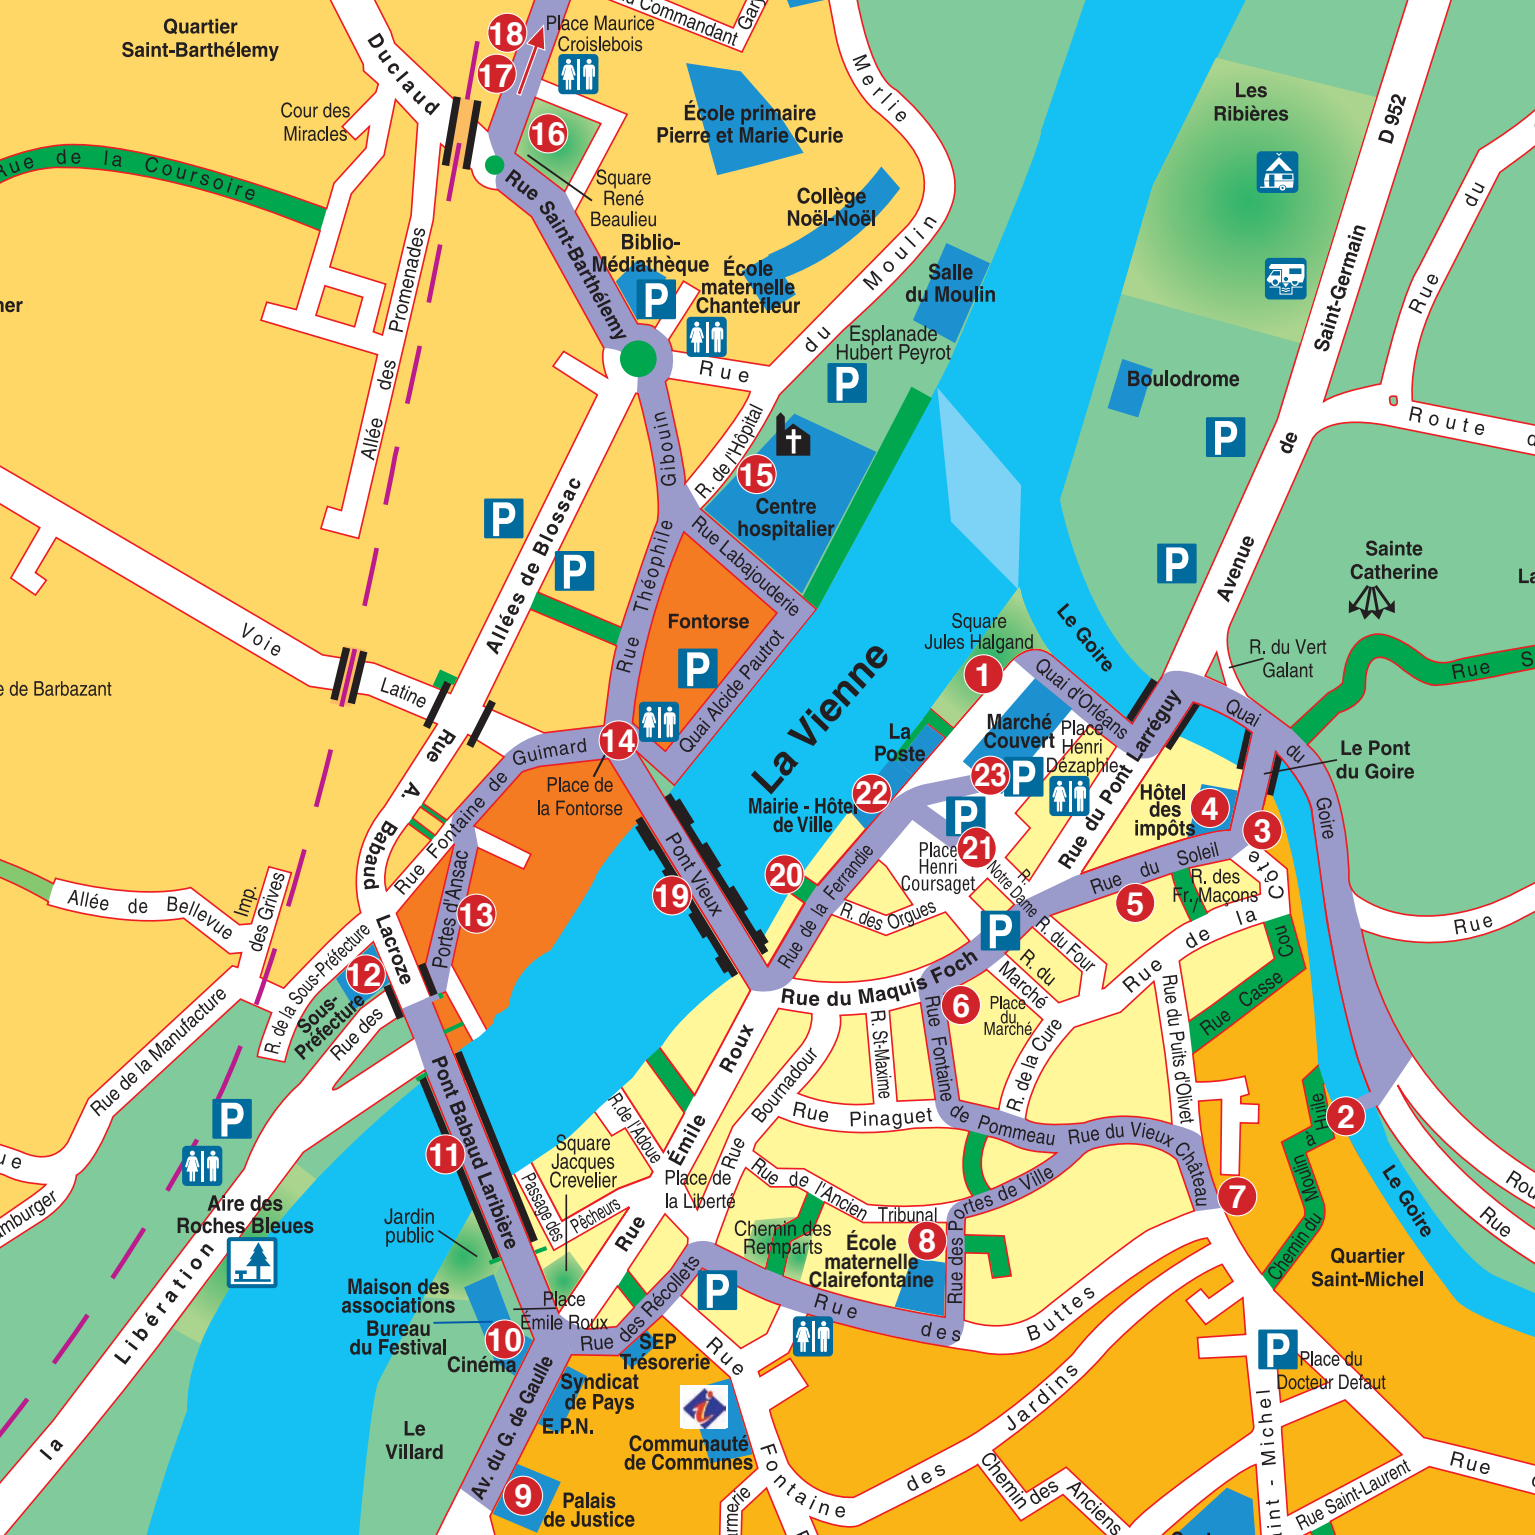 Quartier
Saint-Barthélemy
Duclaud
18
17
Place Maurice
Croislebois
Commandant
Merlie
Cour des
Miracles
16
École primaire
Pierre et Marie Curie
Les
Ribières
D 952
Rue de la Coursoire
Rue Saint-Barthélemy
Square
René
Beaulieu
Collège
Noël-Noël
Biblio-
Médiathèque
P
École
maternelle
Chantefleur
Salle
du Moulin
Rue du Moulin
Esplanade
Hubert Peyrot
P
Allée des Promenades
Boulodrome
P
Avenue de Saint-Germain
Rue du
Route
R. de l'Hôpital
15
Centre
hospitalier
Rue Théophile Gibouin
Rue Labajouderie
P
P
Allées de Blossac
Fontorse
P
Quai Alcide Pautrot
P
Sainte
Catherine
Voie
Latine
de Barbazant
La Vienne
Square
Jules Halgand
1
Le Goire
R. du Vert
Galant
Rue S
Quai d'Orléans
Quai du Goire
Le Pont
du Goire
La
Poste
Marché
Couvert
Place
Henri
Dézaphie
23
P
22
Mairie - Hôtel
de Ville
P
21
Place
Henri
Coursaget
R.
Notre Dame
Rue du Pont Larréguy
Hôtel
des
impôts
4
3
Rue A. Babaud
Lacroze
Rue Fontaine de Guimard
14
Place de
la Fontorse
Pont Vieux
19
20
Rue de la Ferrandie
R. des Orgues
Portes d'Ansac
13
12
Sous-
Préfecture
R. de la Sous-Préfecture
Rue des
Imp.
des Grives
Allée de Bellevue
Rue de la Manufacture
Rue du Soleil
5
R. des
Fr. Maçons
Rue de la Côte
Rue Casse Cou
P
R. du Four
R. du
Marché
Place
du
Marché
6
Rue du Maquis Foch
Rue Fontaine de Pommeau
R. St-Maxime
Rue Pinaguet
R. de la Cure
Rue du Puits d'Olivet
Rue
2
Chemin du Moulin à Huile
Le Goire
Quartier
Saint-Michel
7
Rue du Vieux Château
Rue des Portes de Ville
Rue Émile Roux
Rue Bournadour
Place de
la Liberté
Rue de l'Ancien Tribunal
R. de l'Adoue
Square
Jacques
Crevelier
Passage des Pêcheurs
Pont Babaud Laribière
11
P
Aire des
Roches Bleues
la Libération
Jardin
public
Maison des
associations
Bureau
du Festival
10
Cinéma
Place
Émile Roux
Chemin des
Remparts
École
maternelle
Clairefontaine
8
P
Rue des Récollets
Rue des Buttes
SEP
Trésorerie
Syndicat
de Pays
E.P.N.
Av. du G. de Gaulle
9
Palais
de Justice
Le
Villard
i
Communauté
de Communes
Rue Fontaine des Jardins
Chemin des Anciens
P
Place du
Docteur Defaut
Rue Saint-Laurent
Rue
Rue